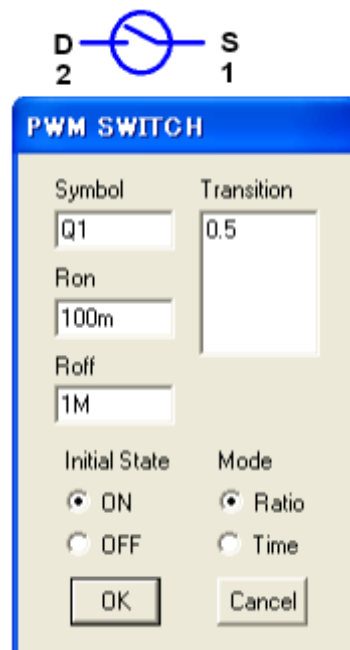 D S
2 1
PWM SWITCH
Symbol Transition
Q1 0.5
Ron
100m
Roff
1M
Initial State Mode
ON Ratio
OFF Time
OK Cancel